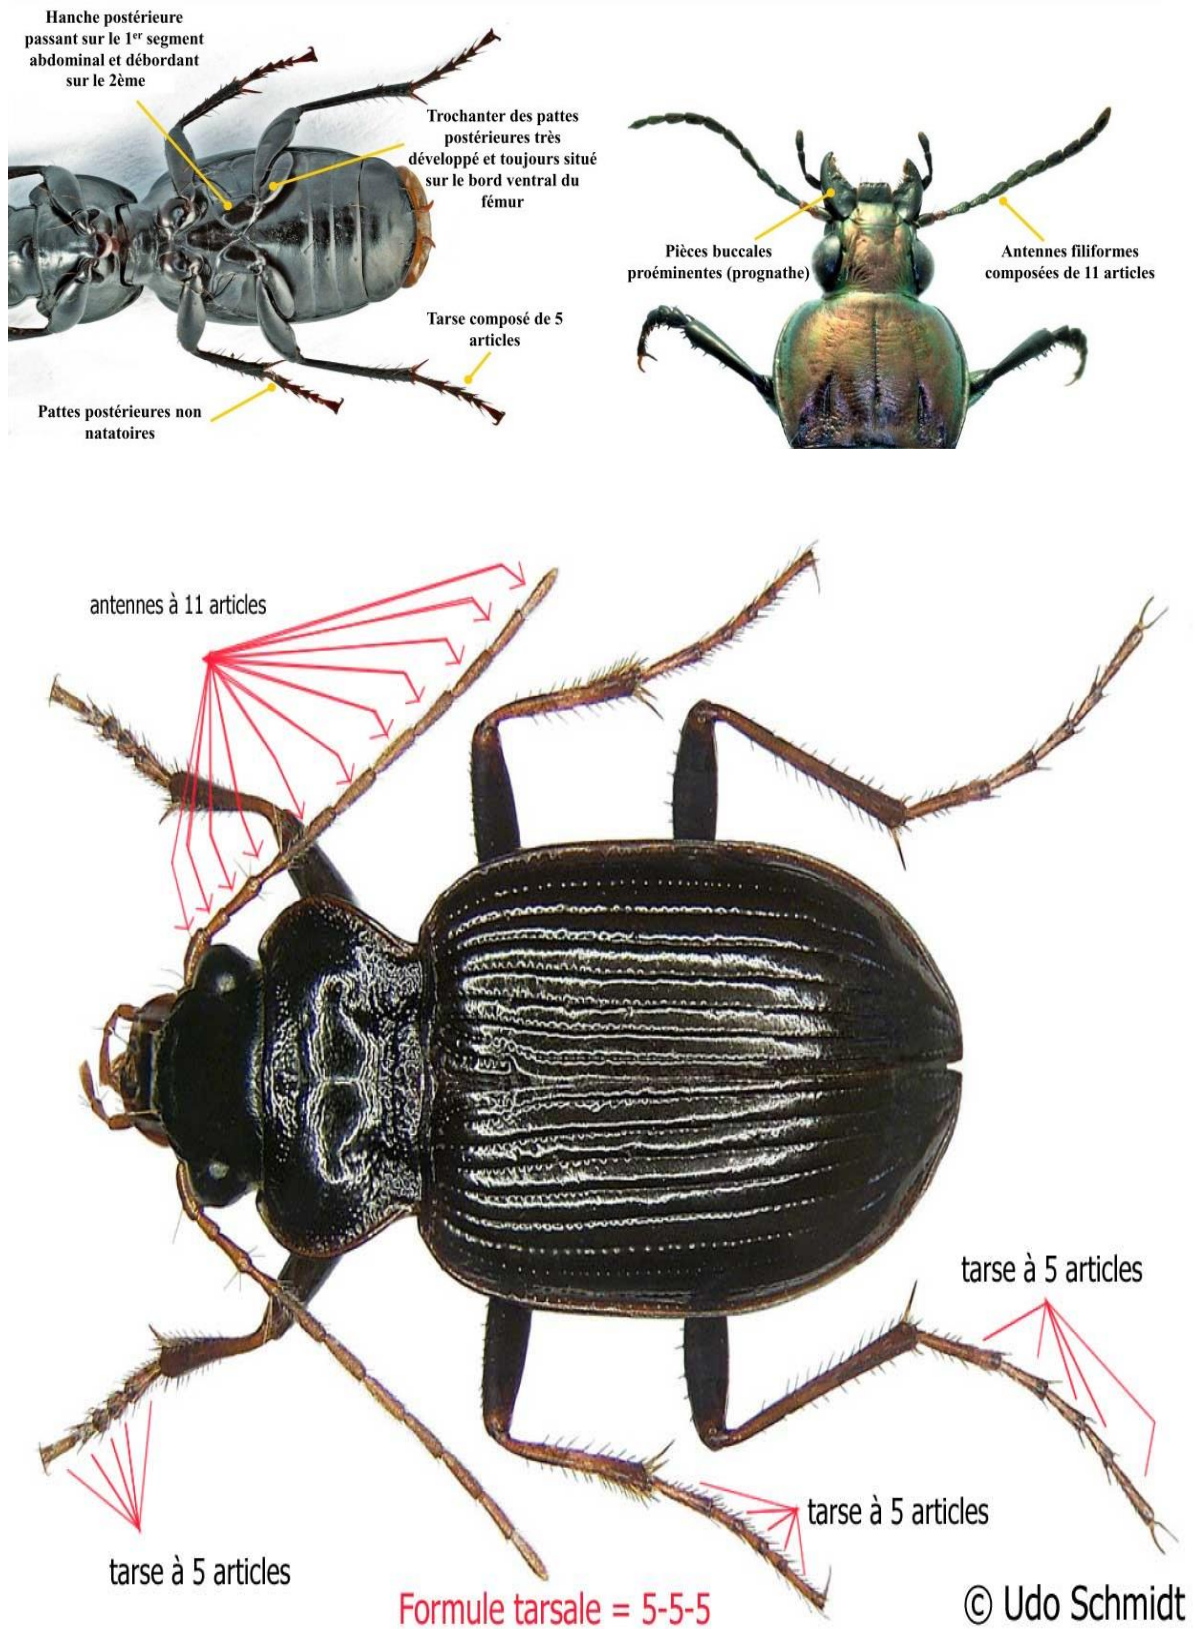 Hanche postérieure
passant sur le 1er segment
abdominal et débordant
sur le 2ème
Trochanter des pattes
postérieures très
développé et toujours situé
sur le bord ventral du
fémur
Tarse composé de 5
articles
Pattes postérieures non
natatoires
Pièces buccales
proéminentes (prognathe)
Antennes filiformes
composées de 11 articles
antennes à 11 articles
tarse à 5 articles
tarse à 5 articles
tarse à 5 articles
Formule tarsale = 5-5-5
© Udo Schmidt